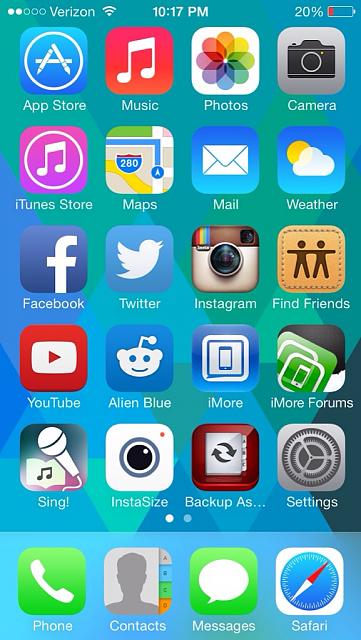 Verizon 10:17 PM 20%
App Store Music Photos Camera
280
iTunes Store Maps Mail Weather
Facebook Twitter Instagram Find Friends
YouTube Alien Blue iMore iMore Forums
Sing! InstaSize Backup As... Settings
Phone Contacts Messages Safari